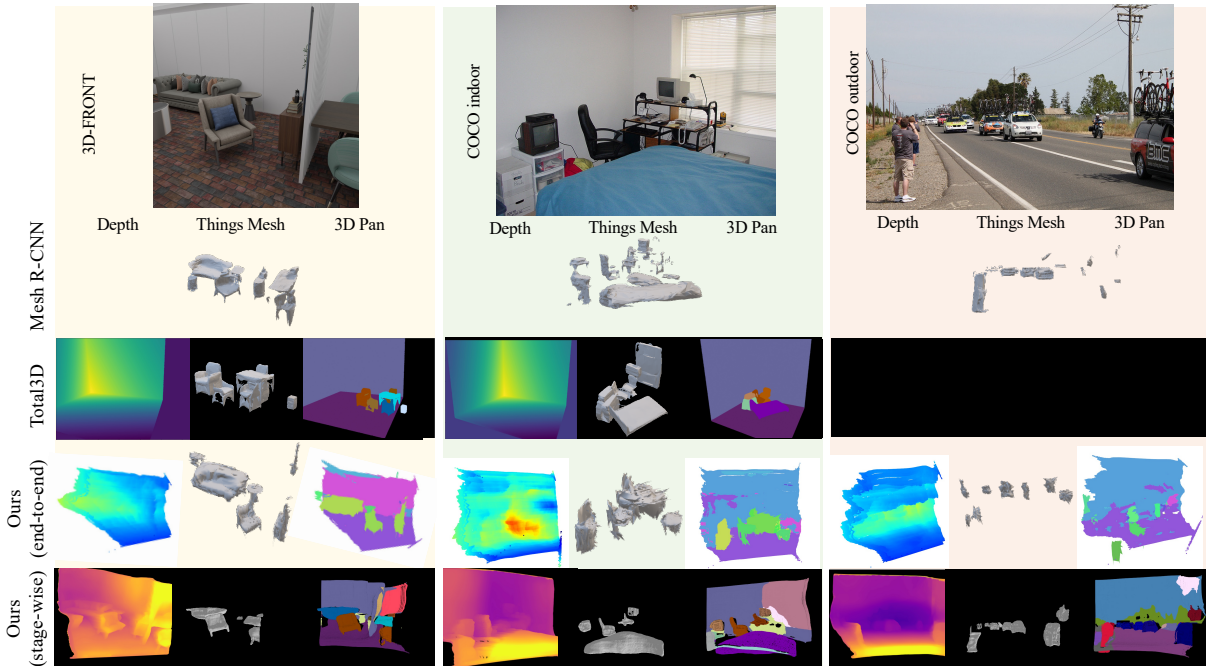 3D-FRONT
COCO indoor
COCO outdoor
BMC
Depth
Things Mesh
3D Pan
Depth
Things Mesh
3D Pan
Depth
Things Mesh
3D Pan
Mesh R-CNN
Total3D
Ours
(end-to-end)
Ours
(stage-wise)